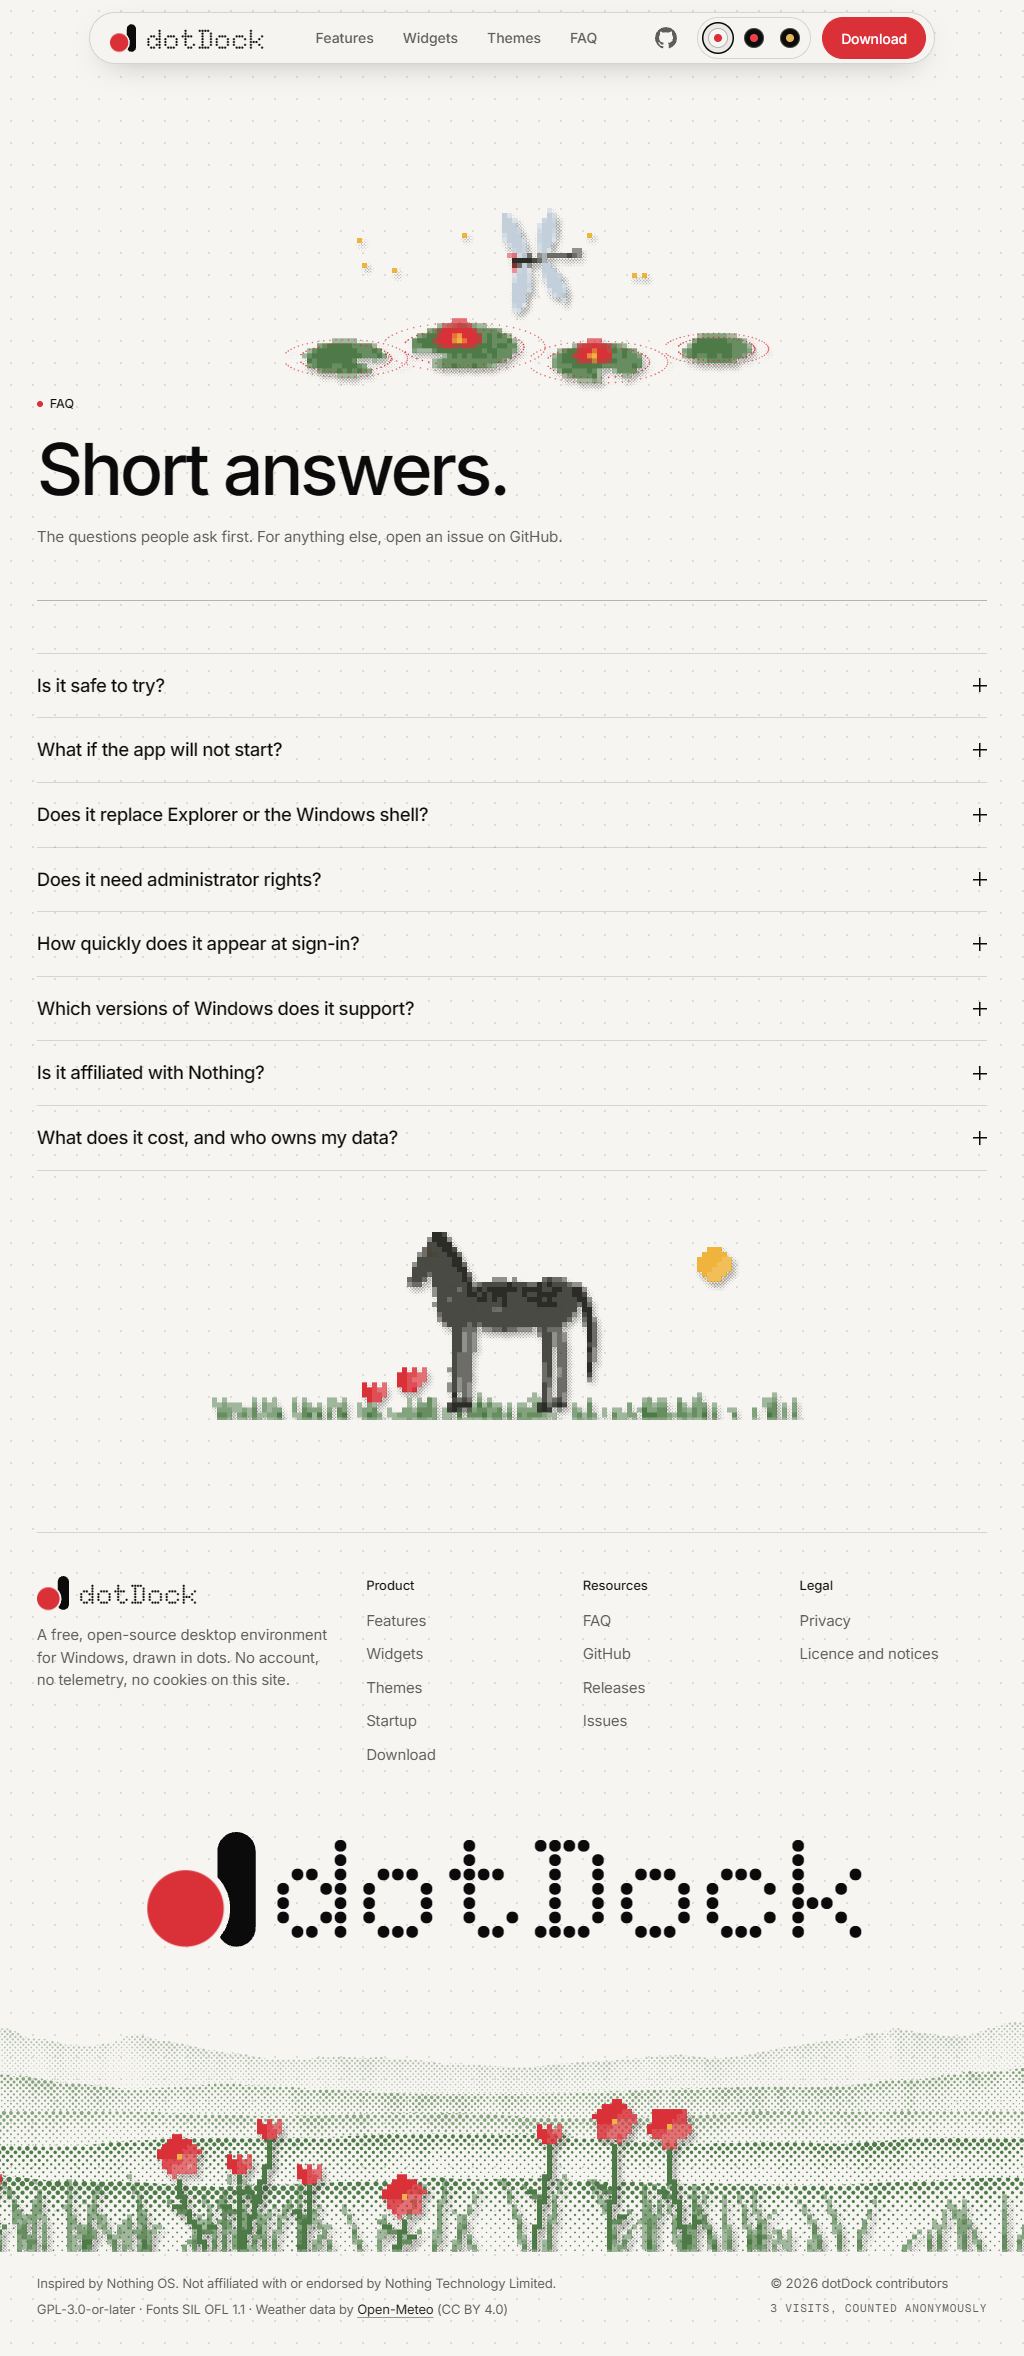 dotDock
Features
Widgets
Themes
FAQ
Download
FAQ
Short answers.
The questions people ask first. For anything else, open an issue on GitHub.
Is it safe to try?
What if the app will not start?
Does it replace Explorer or the Windows shell?
Does it need administrator rights?
How quickly does it appear at sign-in?
Which versions of Windows does it support?
Is it affiliated with Nothing?
What does it cost, and who owns my data?
dotDock
A free, open-source desktop environment
for Windows, drawn in dots. No account,
no telemetry, no cookies on this site.
Product
Features
Widgets
Themes
Startup
Download
Resources
FAQ
GitHub
Releases
Issues
Legal
Privacy
Licence and notices
dotDock
Inspired by Nothing OS. Not affiliated with or endorsed by Nothing Technology Limited.
GPL-3.0-or-later · Fonts SIL OFL 1.1 · Weather data by Open-Meteo (CC BY 4.0)
© 2026 dotDock contributors
3 VISITS, COUNTED ANONYMOUSLY